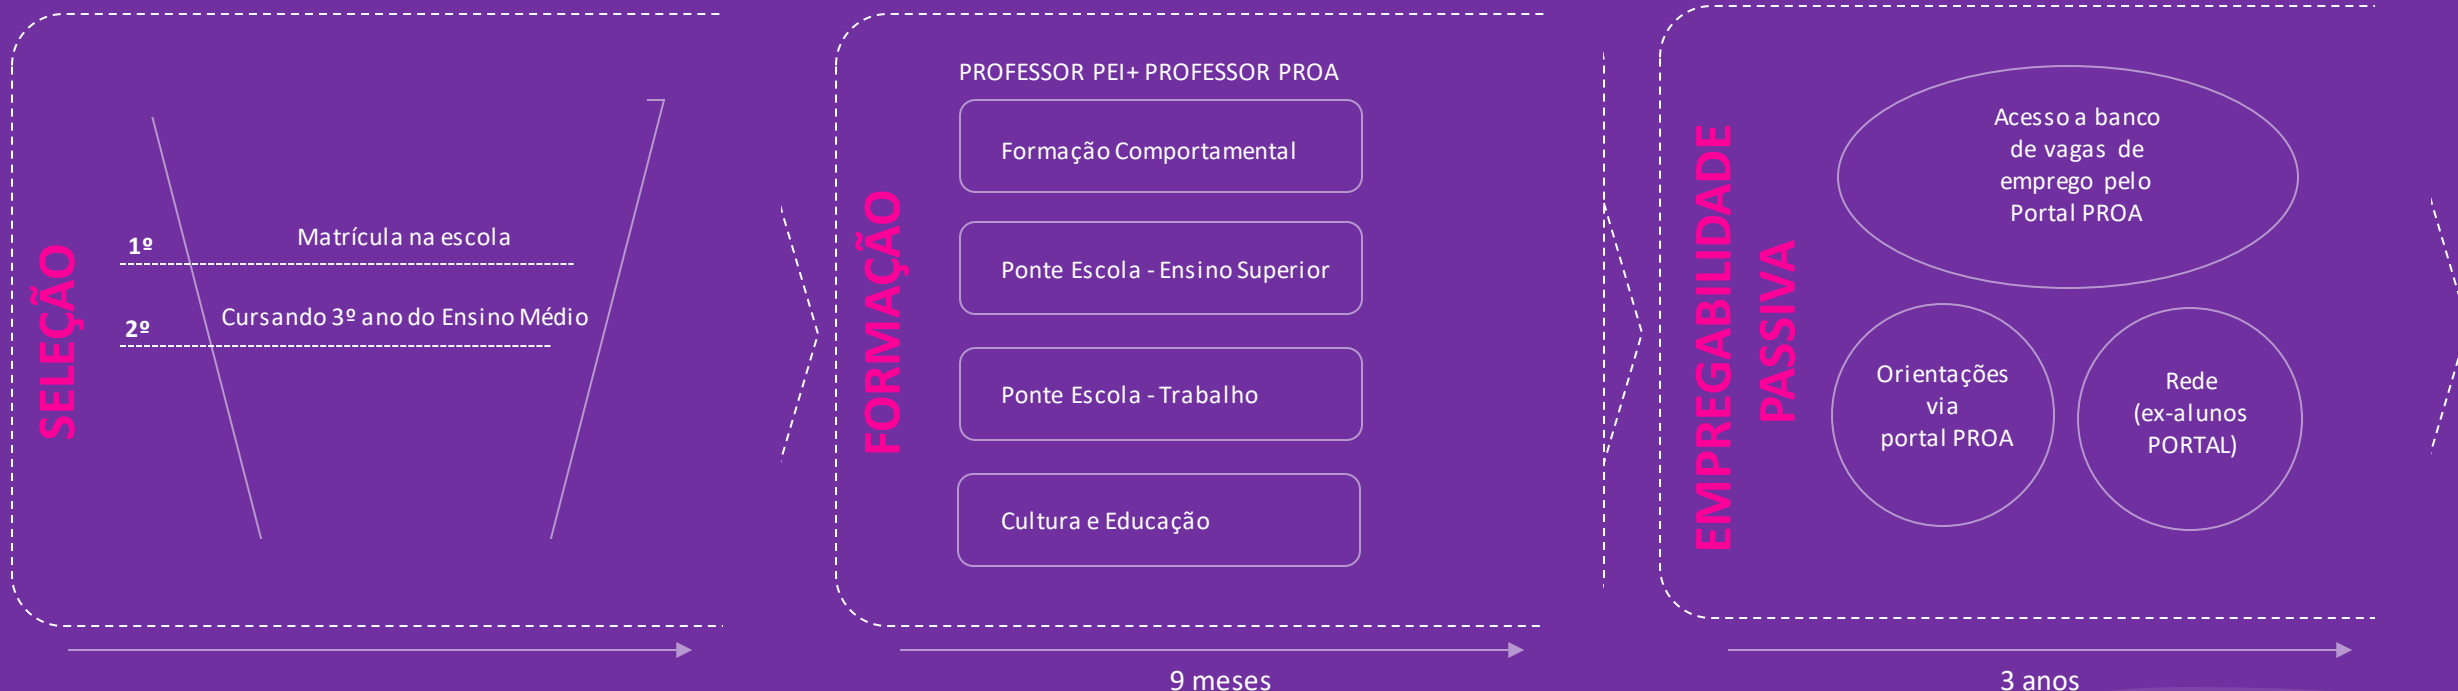 SELEÇÃO
1º
Matrícula na escola
2º
Cursando 3º ano do Ensino Médio
FORMAÇÃO
PROFESSOR PEI+ PROFESSOR PROA
Formação Comportamental
Ponte Escola - Ensino Superior
Ponte Escola - Trabalho
Cultura e Educação
9 meses
EMPREGABILIDADE
PASSIVA
Acesso a banco
de vagas de
emprego pelo
Portal PROA
Orientações
via
portal PROA
Rede
(ex-alunos
PORTAL)
3 anos